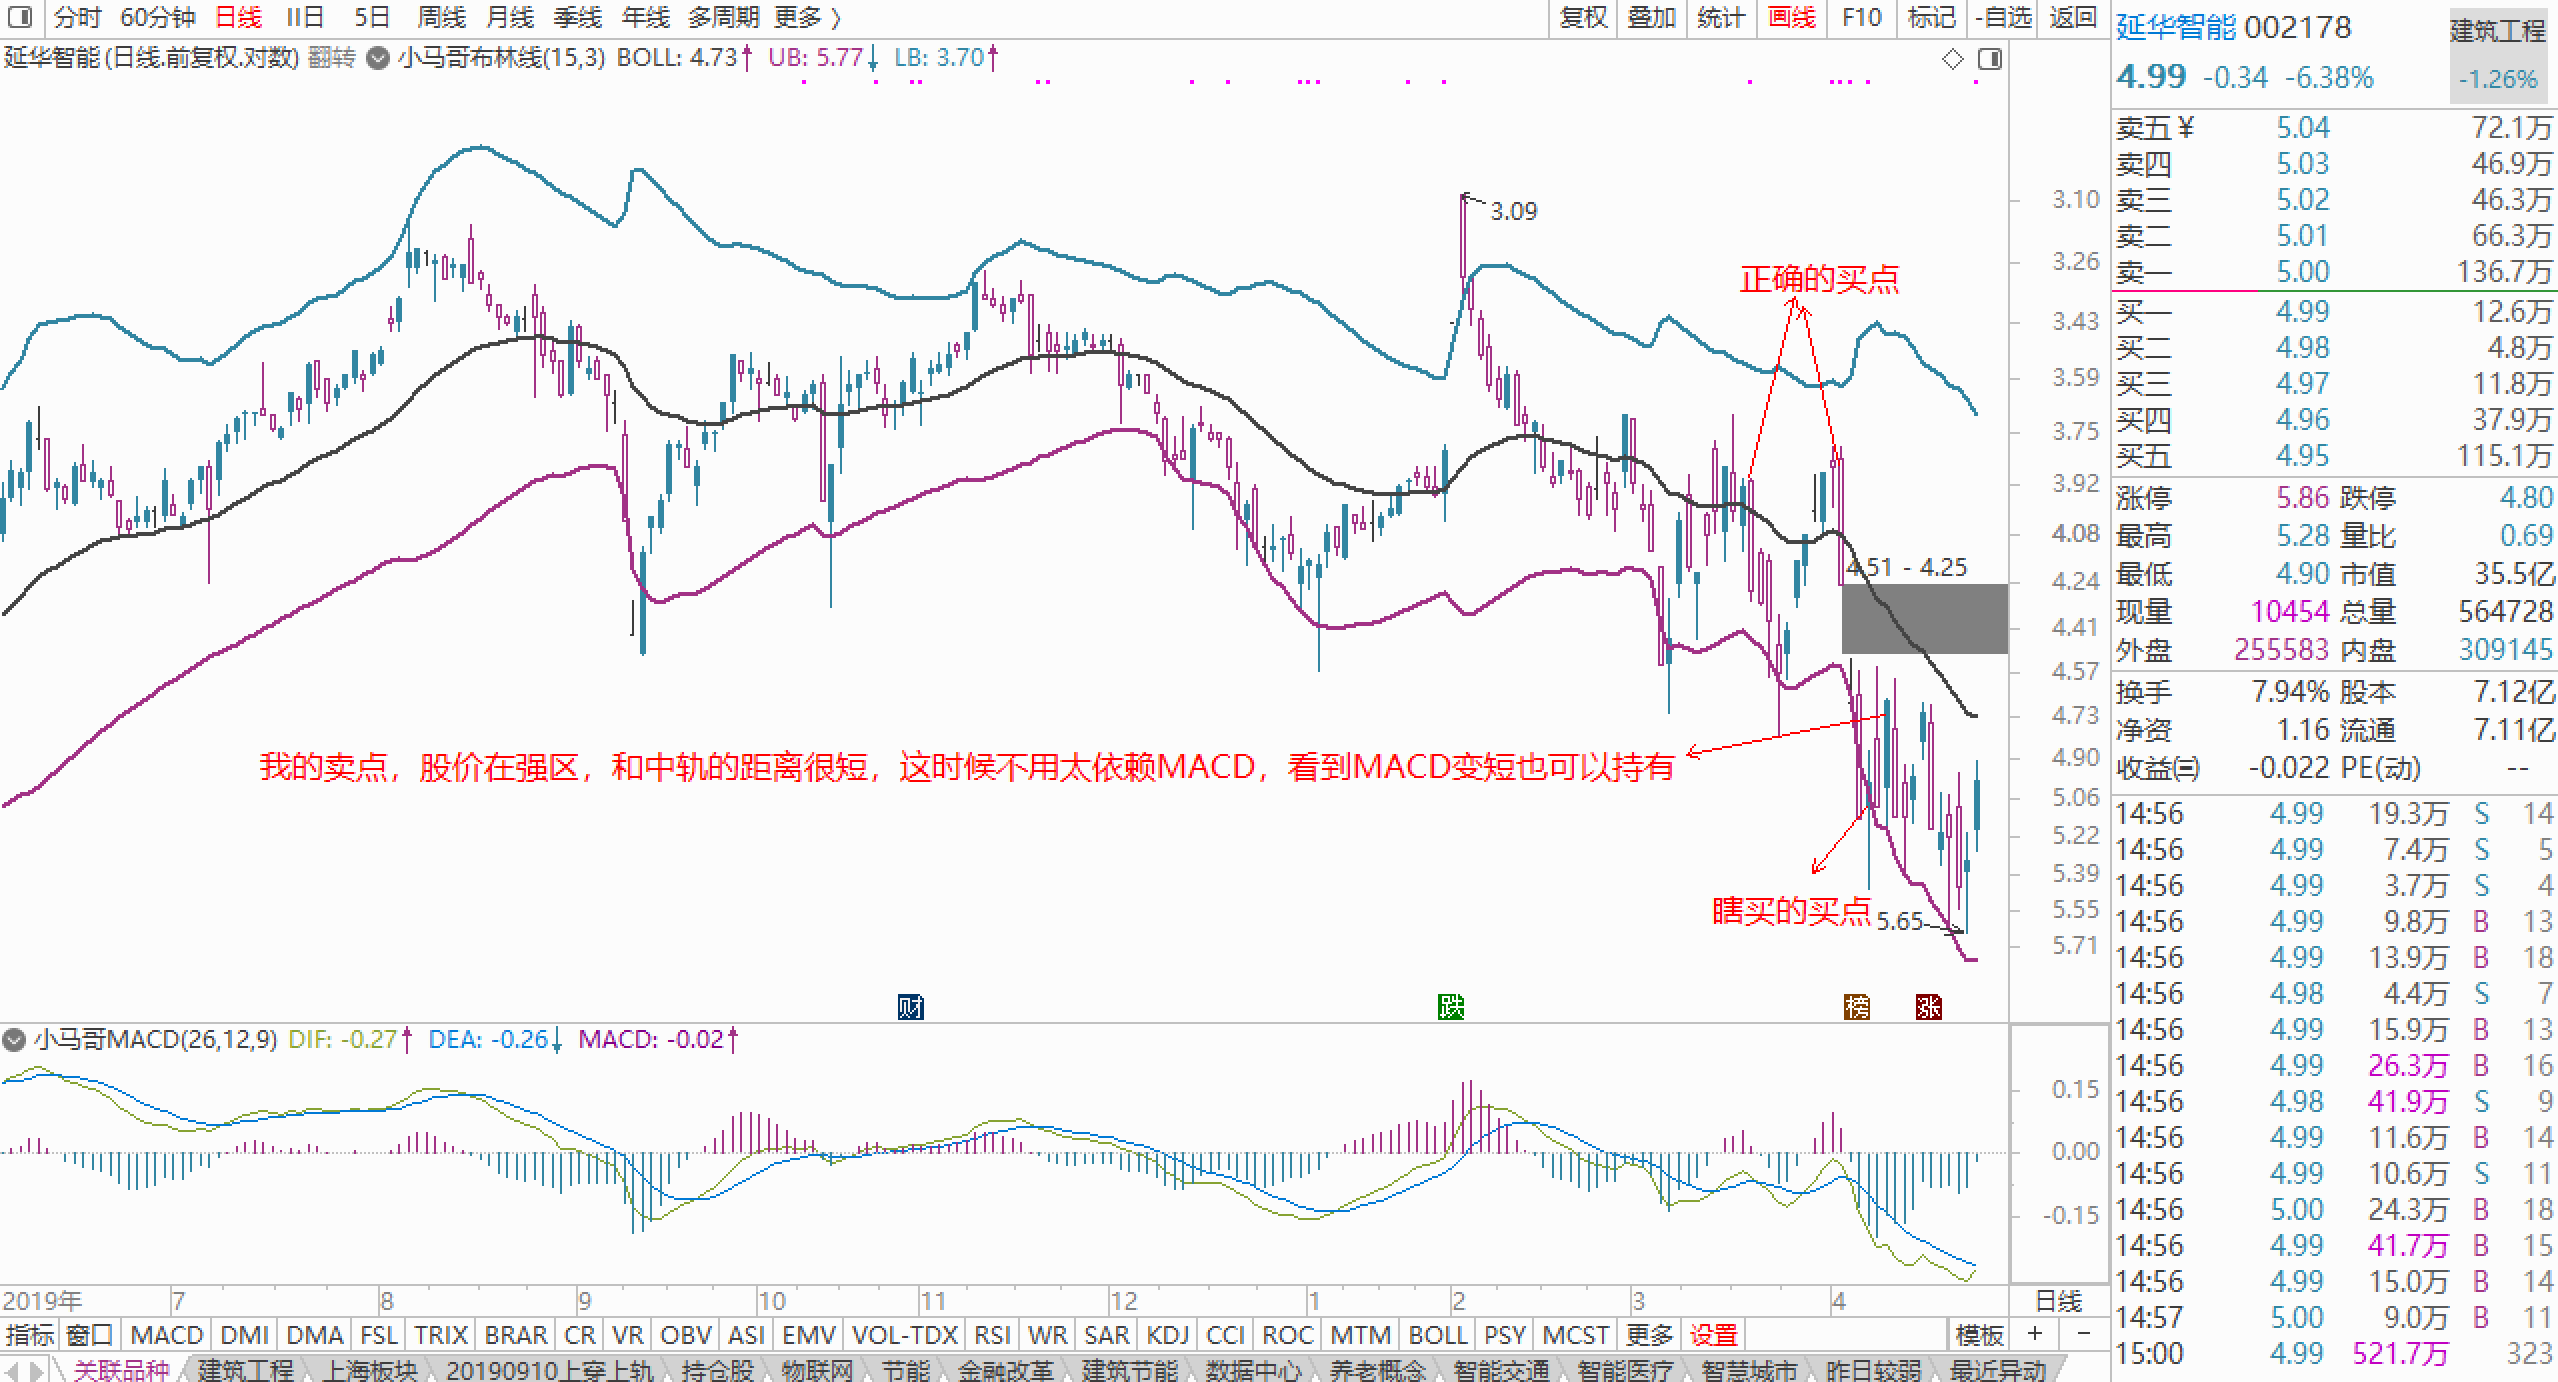 分时 60分钟 日线 II日 5日 周线 月线 季线 年线 多周期 更多 〉 复权 叠加 统计 画线 F10 标记 -自选 返回
延华智能(日线.前复权.对数) 翻转 小马哥布林线(15,3) BOLL: 4.73↑ UB: 5.77↓ LB: 3.70↑
3.09
正确的买点
4.51 - 4.25
我的卖点，股价在强区，和中轨的距离很短，这时候不用太依赖MACD，看到MACD变短也可以持有
瞎买的买点
5.65
财 跌 榜 涨
3.10
3.26
3.43
3.59
3.75
3.92
4.08
4.24
4.41
4.57
4.73
4.90
5.06
5.22
5.39
5.55
5.71
小马哥MACD(26,12,9) DIF: -0.27↑ DEA: -0.26↓ MACD: -0.02↑
0.15
0.00
-0.15
2019年 7 8 9 10 11 12 1 2 3 4 日线
指标 窗口 MACD DMI DMA FSL TRIX BRAR CR VR OBV ASI EMV VOL-TDX RSI WR SAR KDJ CCI ROC MTM BOLL PSY MCST 更多 设置 模板 + −
关联品种 建筑工程 上海板块 20190910上穿上轨 持仓股 物联网 节能 金融改革 建筑节能 数据中心 养老概念 智能交通 智能医疗 智慧城市 昨日较弱 最近异动
延华智能 002178 建筑工程
4.99 -0.34 -6.38% -1.26%
卖五 ¥ 5.04 72.1万
卖四 5.03 46.9万
卖三 5.02 46.3万
卖二 5.01 66.3万
卖一 5.00 136.7万
买一 4.99 12.6万
买二 4.98 4.8万
买三 4.97 11.8万
买四 4.96 37.9万
买五 4.95 115.1万
涨停 5.86 跌停 4.80
最高 5.28 量比 0.69
最低 4.90 市值 35.5亿
现量 10454 总量 564728
外盘 255583 内盘 309145
换手 7.94% 股本 7.12亿
净资 1.16 流通 7.11亿
收益㈢ -0.022 PE(动) --
14:56 4.99 19.3万 S 14
14:56 4.99 7.4万 S 5
14:56 4.99 3.7万 S 4
14:56 4.99 9.8万 B 13
14:56 4.99 13.9万 B 18
14:56 4.98 4.4万 S 7
14:56 4.99 15.9万 B 13
14:56 4.99 26.3万 B 16
14:56 4.98 41.9万 S 9
14:56 4.99 11.6万 B 14
14:56 4.99 10.6万 S 11
14:56 5.00 24.3万 B 18
14:56 4.99 41.7万 B 15
14:56 4.99 15.0万 B 14
14:57 5.00 9.0万 B 11
15:00 4.99 521.7万 323